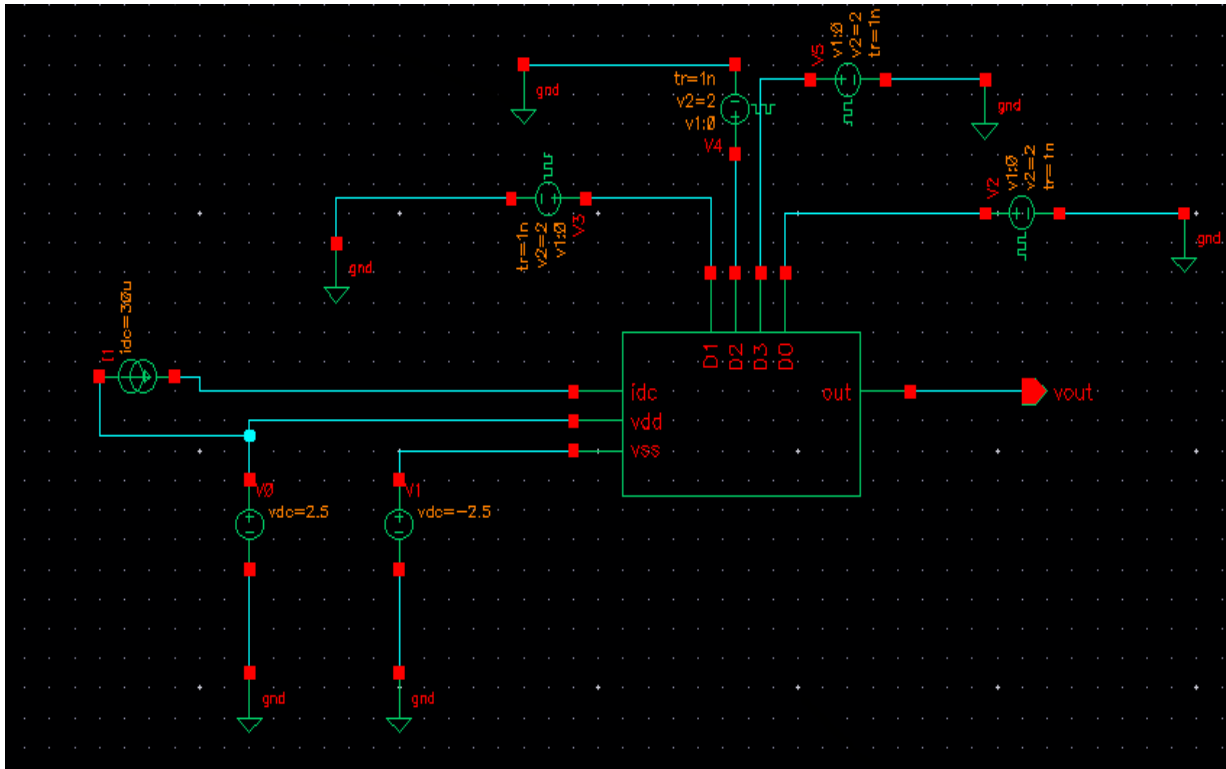 V5
v1:0
v2=2
tr=1n
gnd
tr=1n
v2=2
v1:0
V4
gnd
V2
v1:0
v2=2
tr=1n
gnd
tr=1n
v2=2
v1:0
V3
gnd
I1
idc=30u
D1
D2
D3
D0
idc
vdd
vss
out
vout
V0
vdc=2.5
V1
vdc=-2.5
gnd
gnd